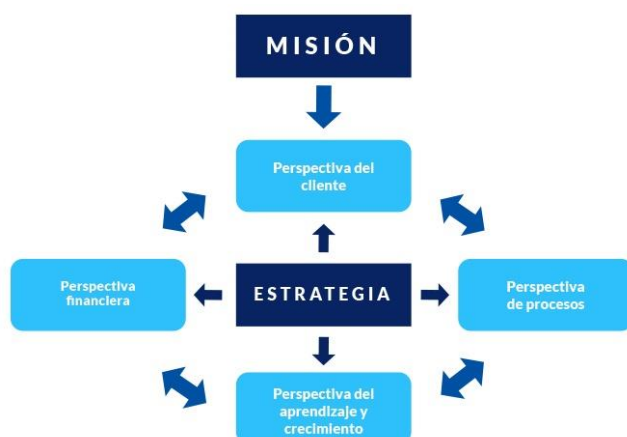 MISIÓN
Perspectiva del
cliente
Perspectiva
financiera
ESTRATEGIA
Perspectiva
de procesos
Perspectiva del
aprendizaje y
crecimiento